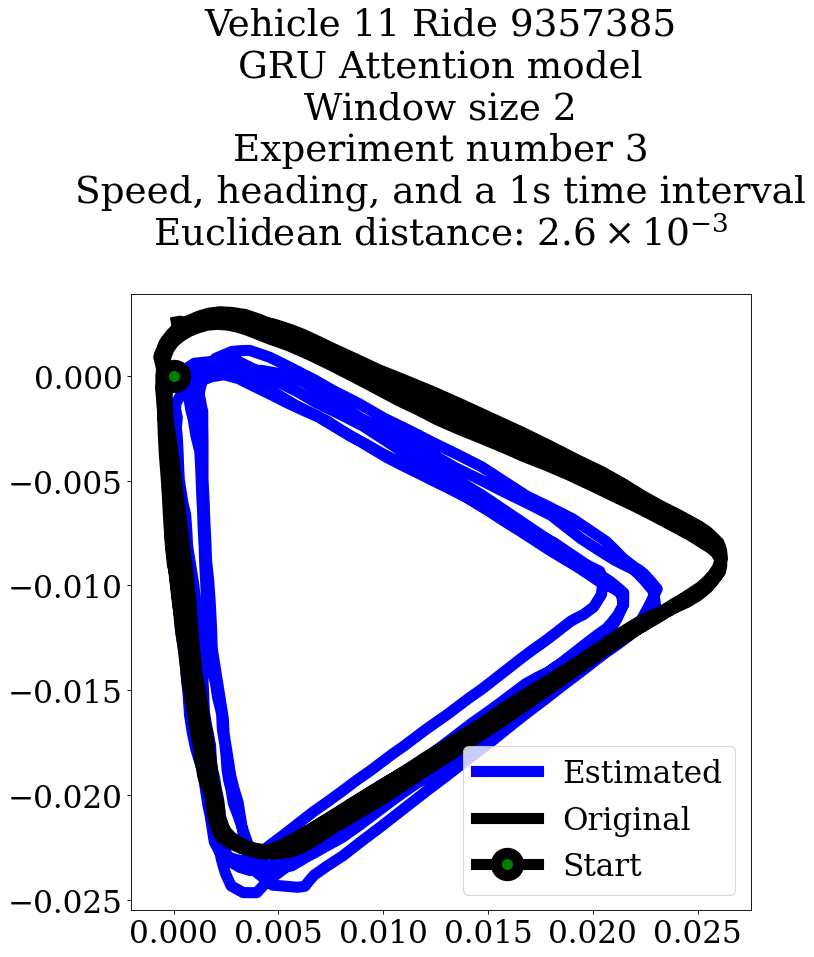 Vehicle 11 Ride 9357385
GRU Attention model
Window size 2
Experiment number 3
Speed, heading, and a 1s time interval
Euclidean distance: 2.6 × 10⁻³
0.000
−0.005
−0.010
−0.015
−0.020
−0.025
Estimated
Original
Start
0.000 0.005 0.010 0.015 0.020 0.025